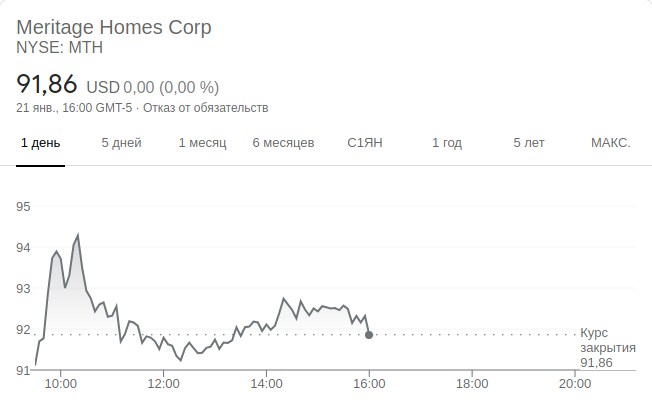 Meritage Homes Corp
NYSE: MTH
91,86 USD 0,00 (0,00 %)
21 янв., 16:00 GMT-5 · Отказ от обязательств
1 день 5 дней 1 месяц 6 месяцев С1ЯН 1 год 5 лет МАКС.
95
94
93
92
91
Курс
закрытия
91,86
10:00 12:00 14:00 16:00 18:00 20:00